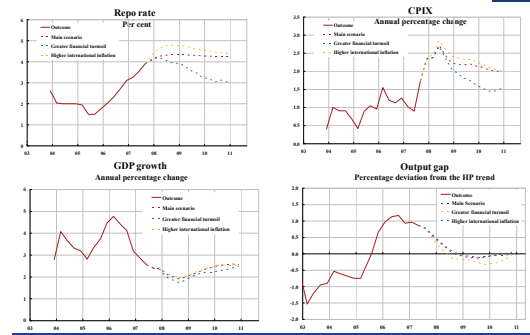 Repo rate
Per cent
Outcome
Main scenario
Greater financial turmoil
Higher international inflation
6
5
4
3
2
1
0
03 04 05 06 07 08 09 10 11
CPIX
Annual percentage change
Outcome
Main scenario
Greater financial turmoil
Higher international inflation
3.5
3.0
2.5
2.0
1.5
1.0
0.5
0.0
03 04 05 06 07 08 09 10 11
GDP growth
Annual percentage change
Outcome
Main scenario
Greater financial turmoil
Higher international inflation
6
5
4
3
2
1
0
03 04 05 06 07 08 09 10 11
Output gap
Percentage deviation from the HP trend
Outcome
Main Scenario
Greater financial turmoil
Higher international inflation
2.0
1.5
1.0
0.5
0.0
-0.5
-1.0
-1.5
-2.0
03 04 05 06 07 08 09 10 11